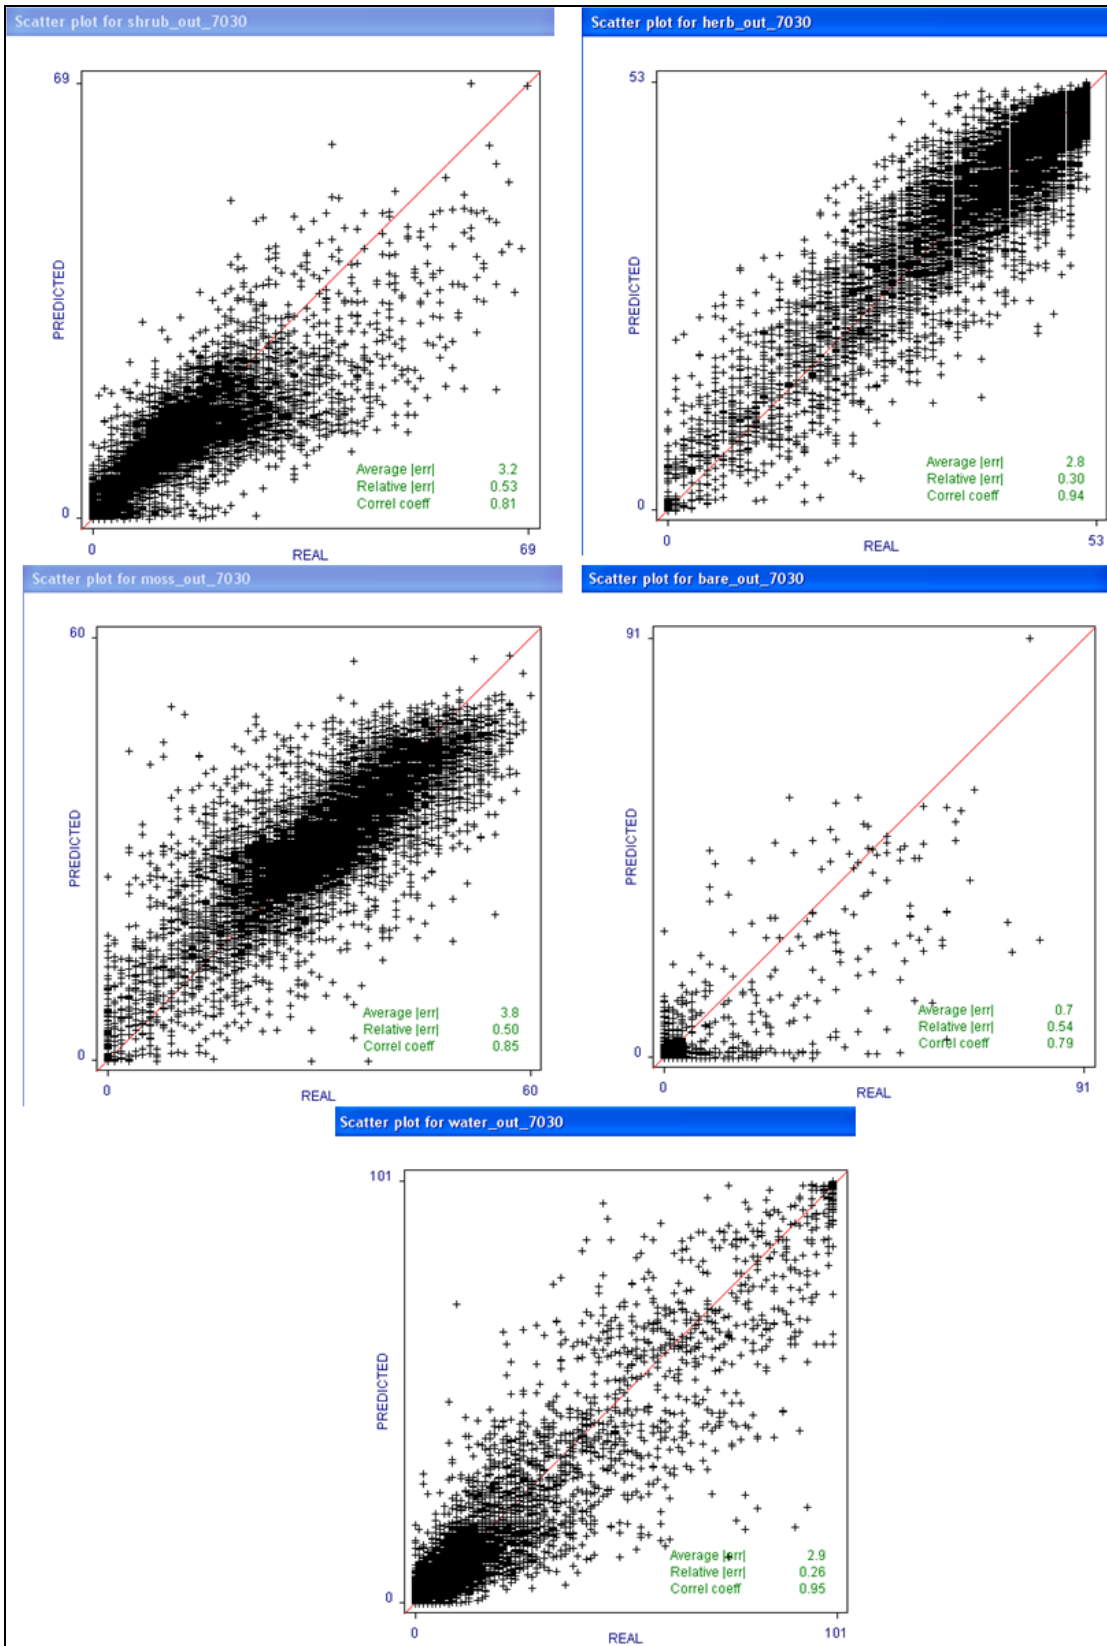 Scatter plot for shrub_out_7030
69
PREDICTED
Average |err| 3.2
Relative |err| 0.53
Correl coeff 0.81
0
0 REAL 69
Scatter plot for herb_out_7030
53
PREDICTED
Average |err| 2.8
Relative |err| 0.30
Correl coeff 0.94
0
0 REAL 53
Scatter plot for moss_out_7030
60
PREDICTED
Average |err| 3.8
Relative |err| 0.50
Correl coeff 0.85
0
0 REAL 60
Scatter plot for bare_out_7030
91
PREDICTED
Average |err| 0.7
Relative |err| 0.54
Correl coeff 0.79
0
0 REAL 91
Scatter plot for water_out_7030
101
PREDICTED
Average |err| 2.9
Relative |err| 0.26
Correl coeff 0.95
0
0 REAL 101